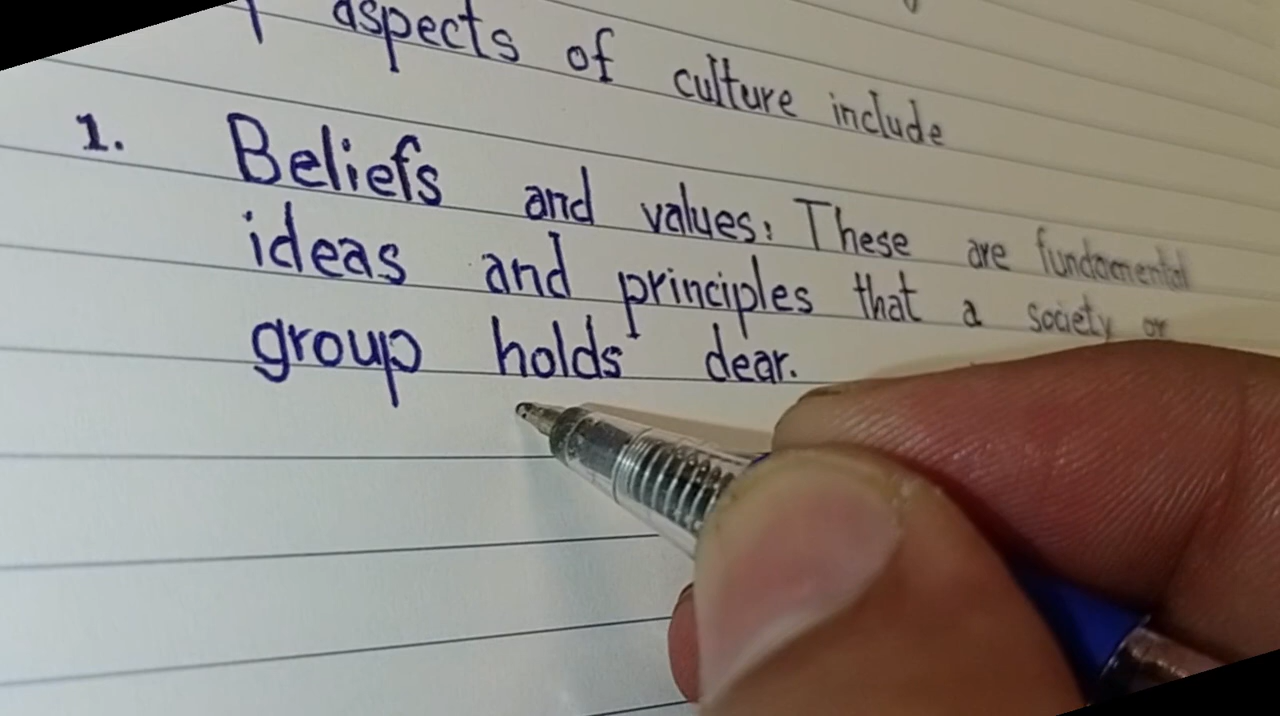 aspects of culture include
1. Beliefs and values: These are fundamental
ideas and principles that a society or
group holds dear.